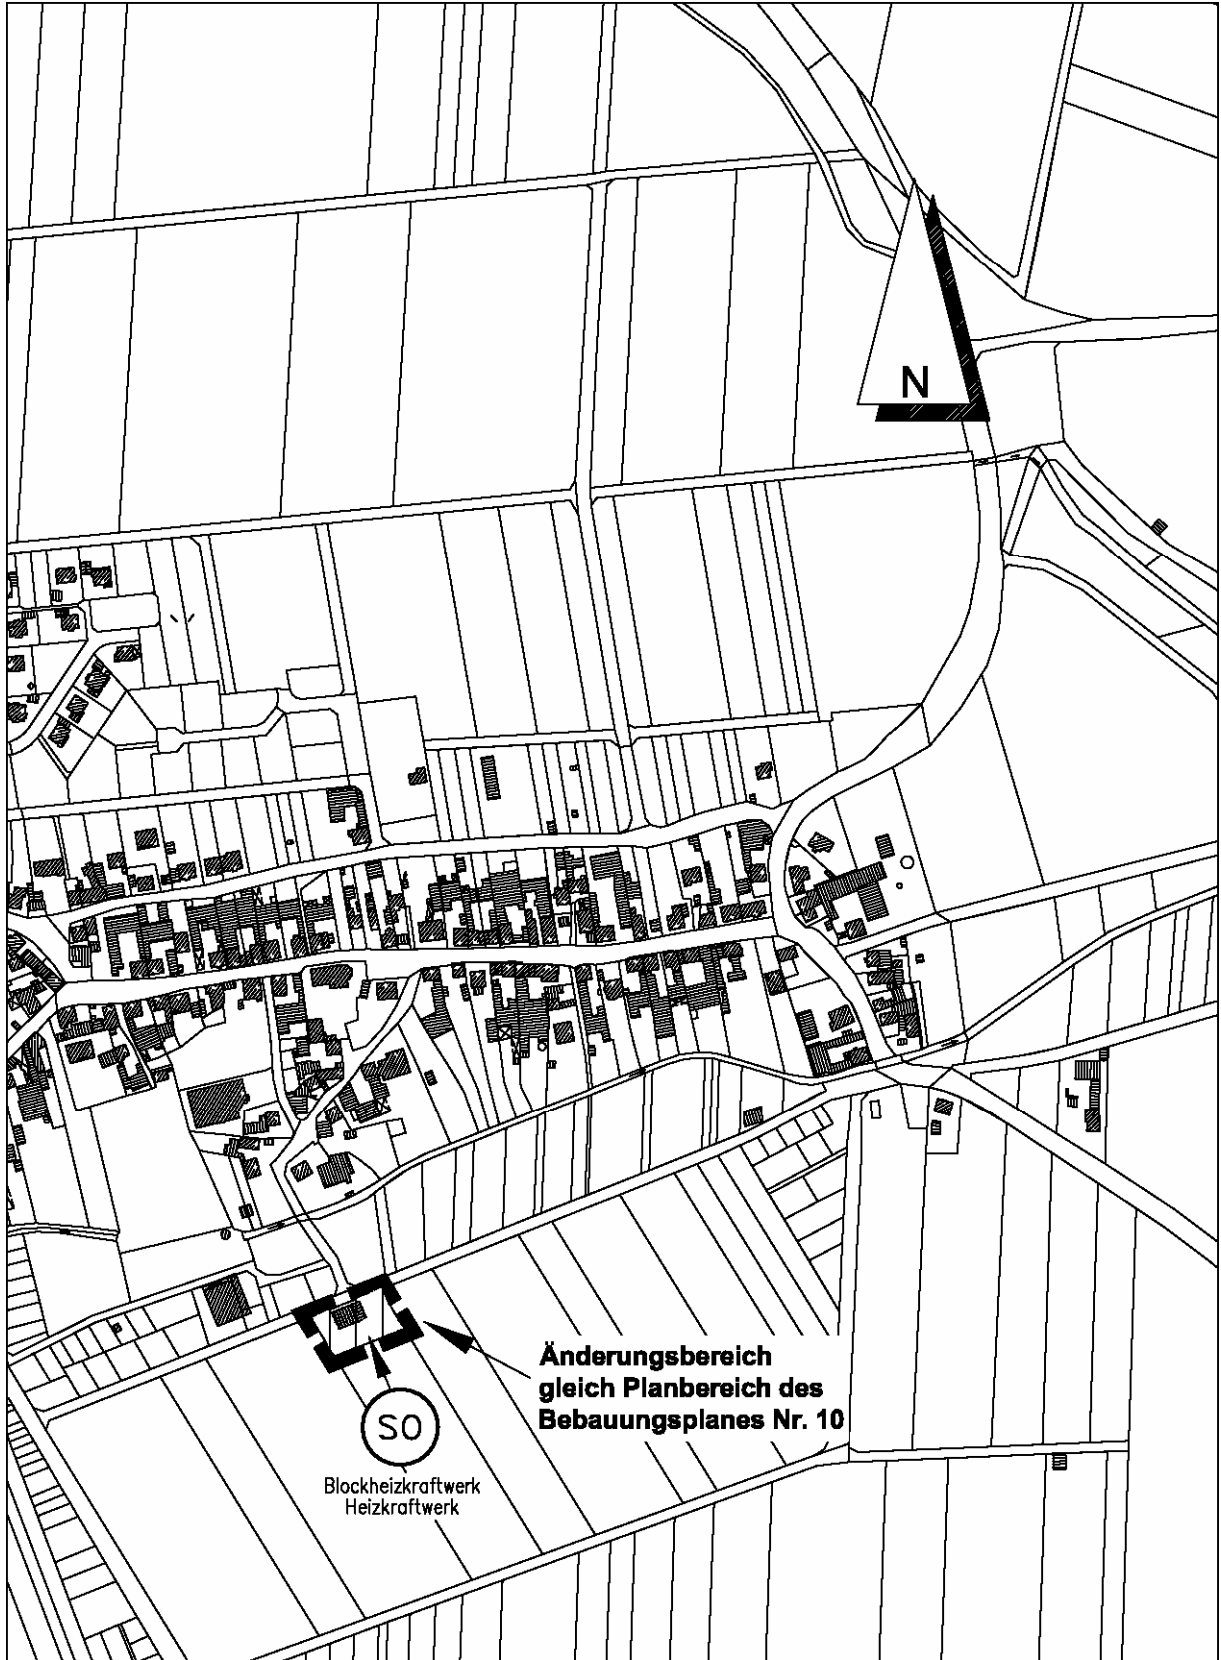 N
Änderungsbereich
gleich Planbereich des
Bebauungsplanes Nr. 10
SO
Blockheizkraftwerk
Heizkraftwerk